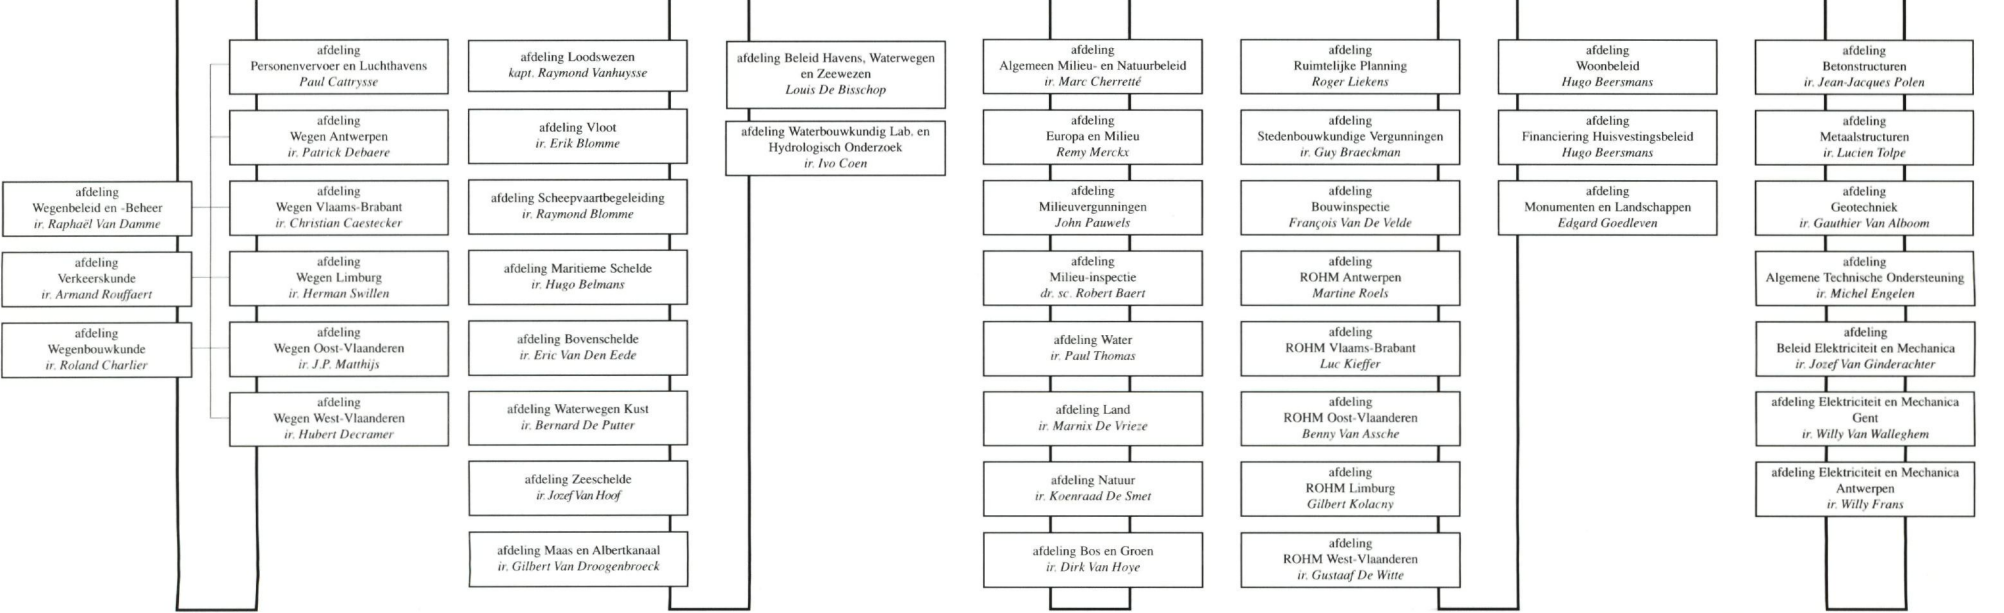 afdeling
Wegenbeleid en -Beheer
ir. Raphaël Van Damme
afdeling
Verkeerskunde
ir. Armand Rouffaert
afdeling
Wegenbouwkunde
ir. Roland Charlier
afdeling
Personenvervoer en Luchthavens
Paul Cattrysse
afdeling
Wegen Antwerpen
ir. Patrick Debaere
afdeling
Wegen Vlaams-Brabant
ir. Christian Caestecker
afdeling
Wegen Limburg
ir. Herman Swillen
afdeling
Wegen Oost-Vlaanderen
ir. J.P. Matthijs
afdeling
Wegen West-Vlaanderen
ir. Hubert Decramer
afdeling Loodswezen
kapt. Raymond Vanhuysse
afdeling Vloot
ir. Erik Blomme
afdeling Scheepvaartbegeleiding
ir. Raymond Blomme
afdeling Maritieme Schelde
ir. Hugo Belmans
afdeling Bovenschelde
ir. Eric Van Den Eede
afdeling Waterwegen Kust
ir. Bernard De Putter
afdeling Zeeschelde
ir. Jozef Van Hoof
afdeling Maas en Albertkanaal
ir. Gilbert Van Droogenbroeck
afdeling Beleid Havens, Waterwegen
en Zeewezen
Louis De Bisschop
afdeling Waterbouwkundig Lab. en
Hydrologisch Onderzoek
ir. Ivo Coen
afdeling
Algemeen Milieu- en Natuurbeleid
ir. Marc Cherretté
afdeling
Europa en Milieu
Remy Merckx
afdeling
Milieuvergunningen
John Pauwels
afdeling
Milieu-inspectie
dr. sc. Robert Baert
afdeling Water
ir. Paul Thomas
afdeling Land
ir. Marnix De Vrieze
afdeling Natuur
ir. Koenraad De Smet
afdeling Bos en Groen
ir. Dirk Van Hoye
afdeling
Ruimtelijke Planning
Roger Liekens
afdeling
Stedenbouwkundige Vergunningen
ir. Guy Braeckman
afdeling
Bouwinspectie
François Van De Velde
afdeling
ROHM Antwerpen
Martine Roels
afdeling
ROHM Vlaams-Brabant
Luc Kieffer
afdeling
ROHM Oost-Vlaanderen
Benny Van Assche
afdeling
ROHM Limburg
Gilbert Kolacny
afdeling
ROHM West-Vlaanderen
ir. Gustaaf De Witte
afdeling
Woonbeleid
Hugo Beersmans
afdeling
Financiering Huisvestingsbeleid
Hugo Beersmans
afdeling
Monumenten en Landschappen
Edgard Goedleven
afdeling
Betonstructuren
ir. Jean-Jacques Polen
afdeling
Metaalstructuren
ir. Lucien Tolpe
afdeling
Geotechniek
ir. Gauthier Van Alboom
afdeling
Algemene Technische Ondersteuning
ir. Michel Engelen
afdeling
Beleid Elektriciteit en Mechanica
ir. Jozef Van Ginderachter
afdeling Elektriciteit en Mechanica
Gent
ir. Willy Van Walleghem
afdeling Elektriciteit en Mechanica
Antwerpen
ir. Willy Frans